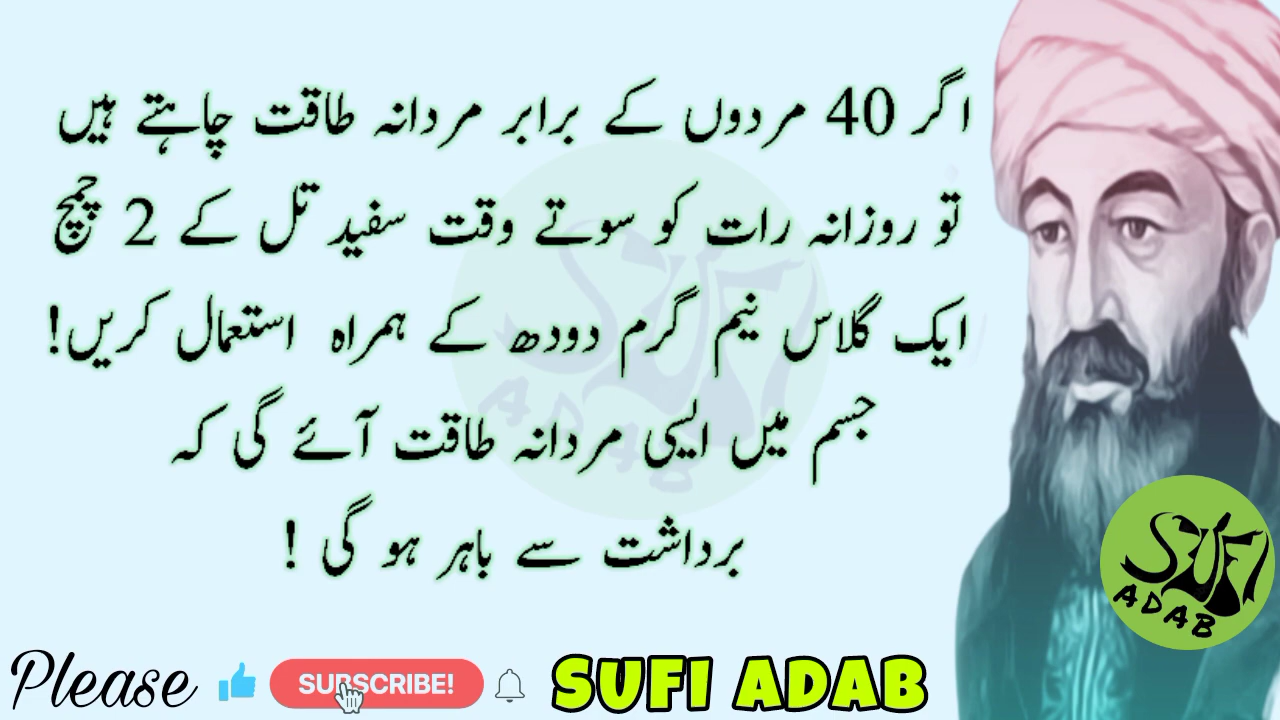 اگر 40 مردوں کے برابر مردانہ طاقت چاہتے ہیں
تو روزانہ رات کو سوتے وقت سفید تل کے 2 چمچ
ایک گلاس نیم گرم دودھ کے ہمراہ استعمال کریں!
جسم میں ایسی مردانہ طاقت آئے گی کہ
برداشت سے باہر ہو گی !
SUFI
ADAB
SUFI
ADAB
Please SUBSCRIBE! SUFI ADAB